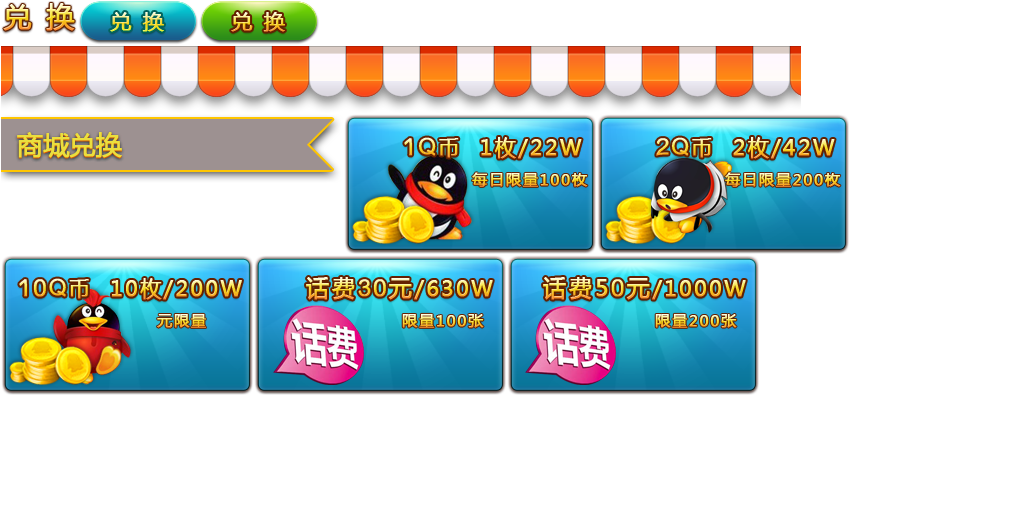 兑 换
兑 换
兑 换
商城兑换
1Q币 1枚/22W
每日限量100枚
2Q币 2枚/42W
每日限量200枚
10Q币 10枚/200W
元限量
话费30元/630W
限量100张
话费
话费50元/1000W
限量200张
话费